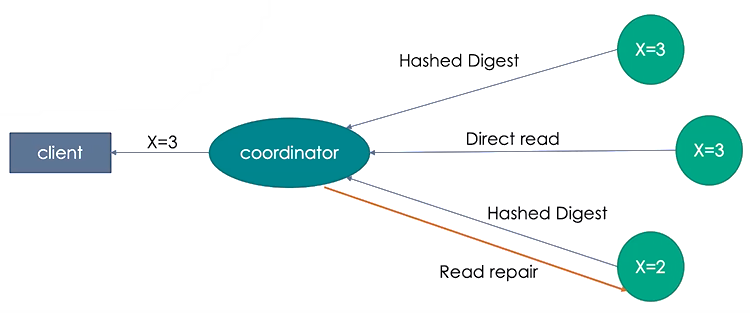 X=3
Hashed Digest
X=3
client
coordinator
Direct read
X=3
Hashed Digest
X=2
Read repair